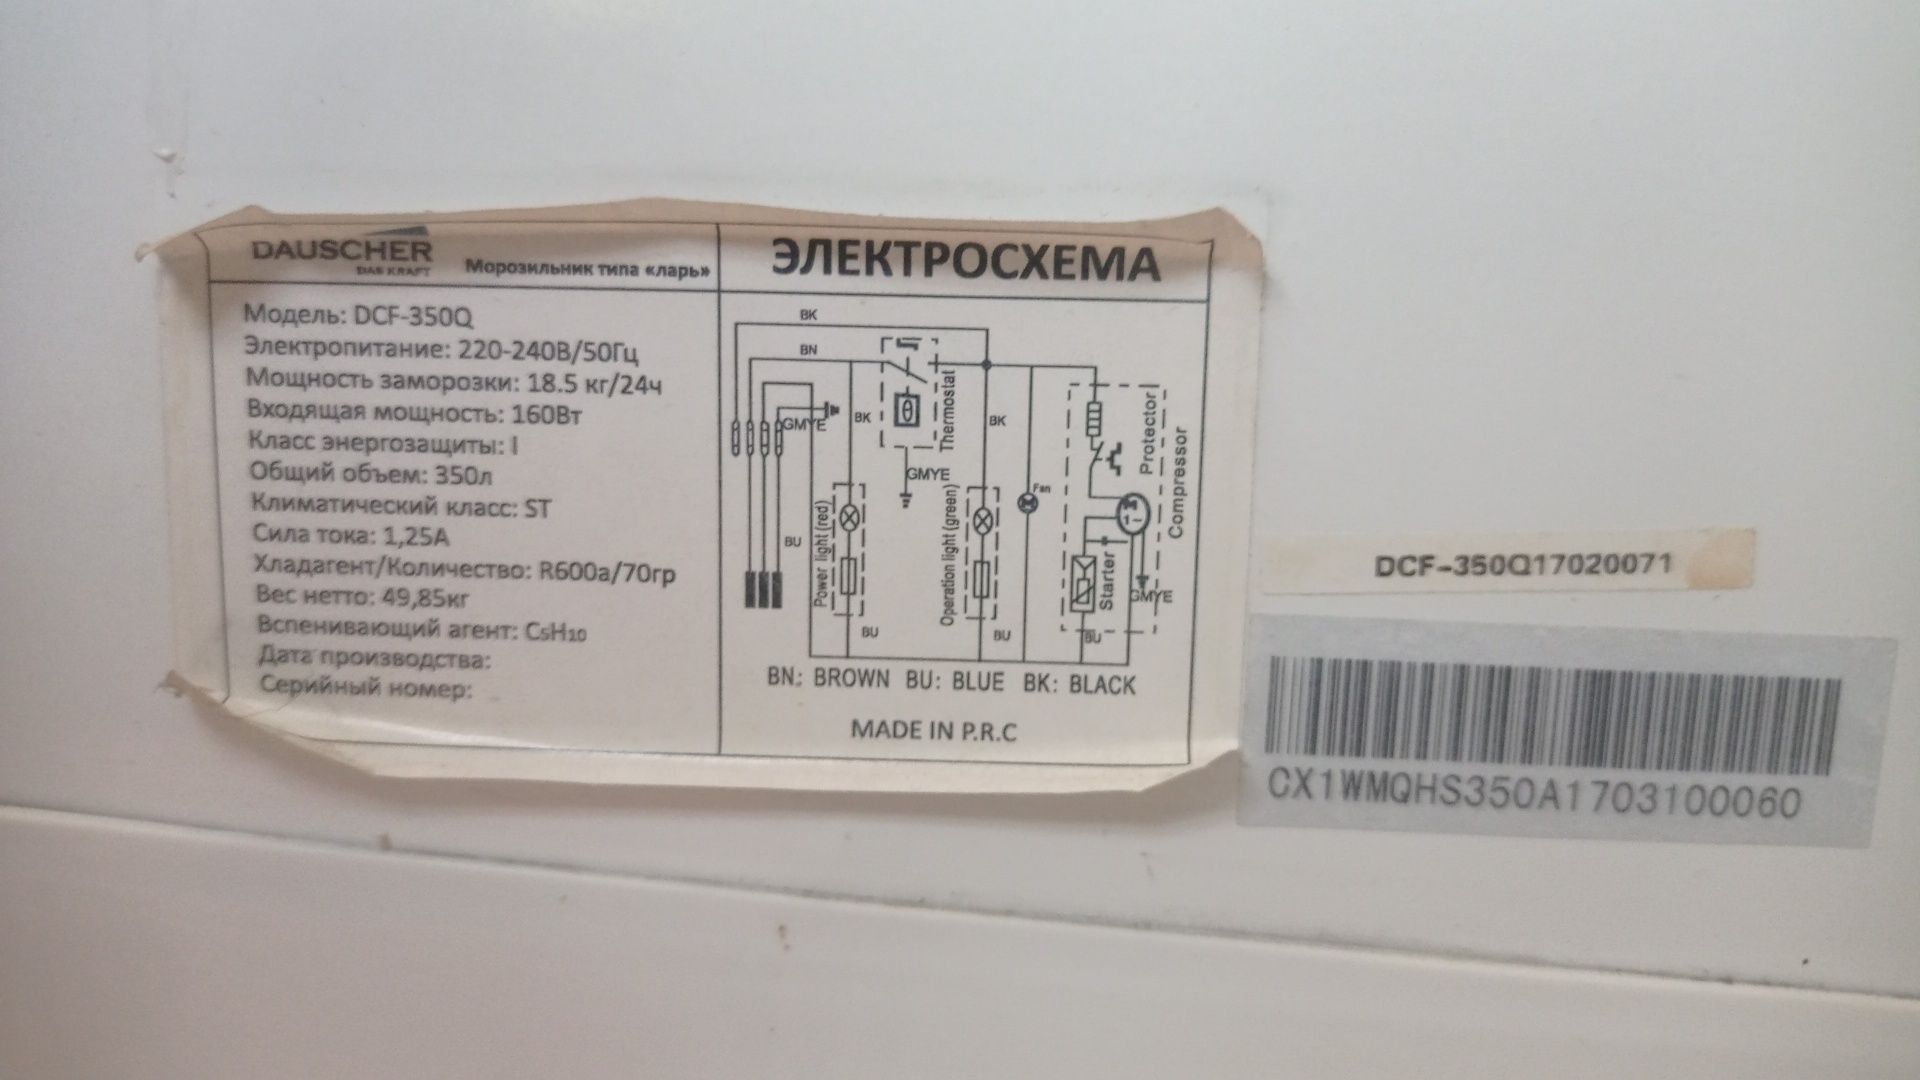 DAUSCHER
DAS KRAFT
Морозильник типа «ларь»
Модель: DCF-350Q
Электропитание: 220-240В/50Гц
Мощность заморозки: 18.5 кг/24ч
Входящая мощность: 160Вт
Класс энергозащиты: I
Общий объем: 350л
Климатический класс: ST
Сила тока: 1,25А
Хладагент/Количество: R600a/70гр
Вес нетто: 49,85кг
Вспенивающий агент: C5H10
Дата производства:
Серийный номер:
ЭЛЕКТРОСХЕМА
BK
BN
GMYE
BK
Thermostat
BK
GMYE
BU
Power light(red)
BU
Operation light(green)
BU
Fan
Protector
Compressor
M
1~
Starter
GMYE
BU
BN: BROWN BU: BLUE BK: BLACK
MADE IN P.R.C
DCF-350Q17020071
CX1WMQHS350A1703100060